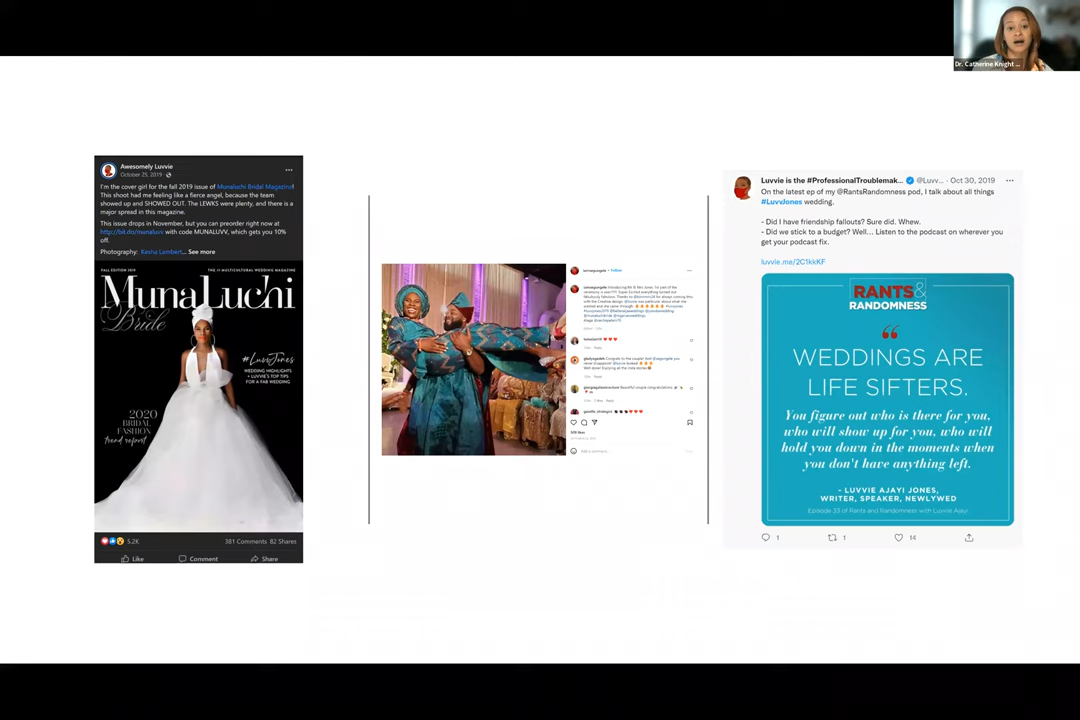 Dr. Catherine Knight ...
Awesomely Luvvie
October 25, 2019
I'm the cover girl for the fall 2019 issue of Munaluchi Bridal Magazine!
This shoot had me feeling like a fierce angel, because the team
showed up and SHOWED OUT. The LEWKS were plenty, and there is a
major spread in this magazine.
This issue drops in November, but you can preorder right now at
http://bit.do/munaluvv with code MUNALUVV, which gets you 10%
off.
Photography: Kesha Lambert... See more
FALL EDITION 2019
THE #1 MULTICULTURAL WEDDING MAGAZINE
MunaLuchi
Bride
#LuvvJones
WEDDING HIGHLIGHTS
+ LUVVIE'S TOP TIPS
FOR A FAB WEDDING
2020
BRIDAL
FASHION
trend report
5.2K
381 Comments 82 Shares
Like
Comment
Share
Follow
Luvvie is the #ProfessionalTroublemak... @Luvv... · Oct 30, 2019
On the latest ep of my @RantsRandomness pod, I talk about all things
#LuvvJones wedding.
- Did I have friendship fallouts? Sure did. Whew.
- Did we stick to a budget? Well... Listen to the podcast on wherever you
get your podcast fix.
luvvie.me/2C1kkKF
RANTS&
RANDOMNESS
WEDDINGS ARE
LIFE SIFTERS.
You figure out who is there for you,
who will show up for you, who will
hold you down in the moments when
you don't have anything left.
- LUVVIE AJAYI JONES,
WRITER, SPEAKER, NEWLYWED
Episode 33 of Rants and Randomness with Luvvie Ajayi
1
1
14